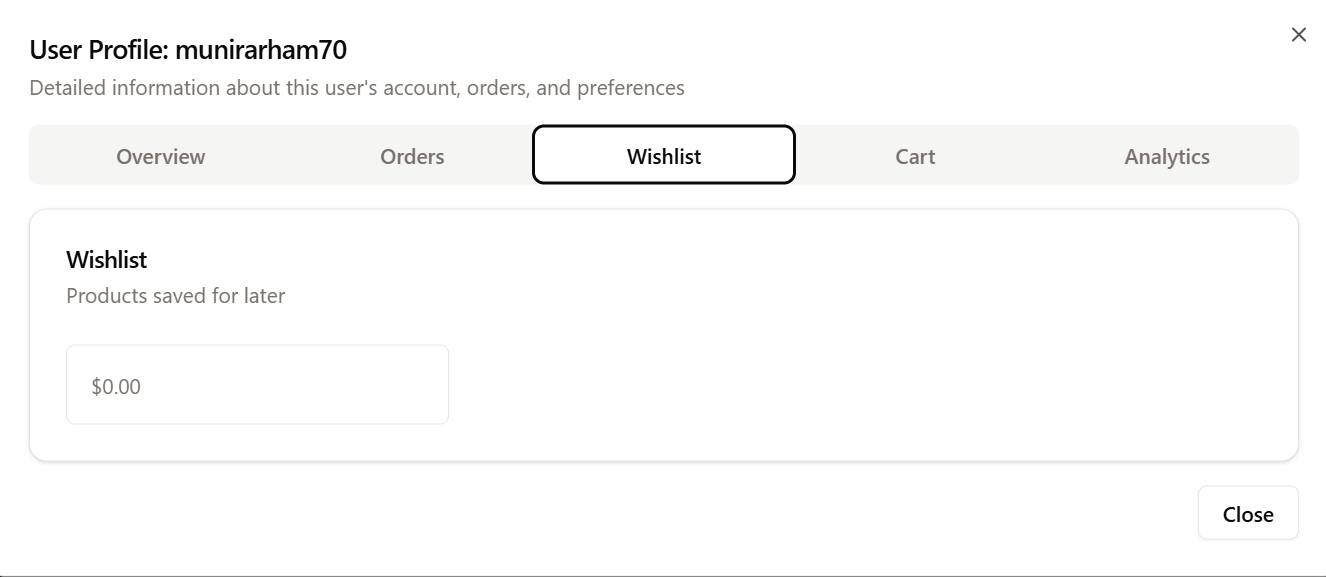 User Profile: munirarham70
Detailed information about this user's account, orders, and preferences
Overview Orders Wishlist Cart Analytics
Wishlist
Products saved for later
$0.00
Close